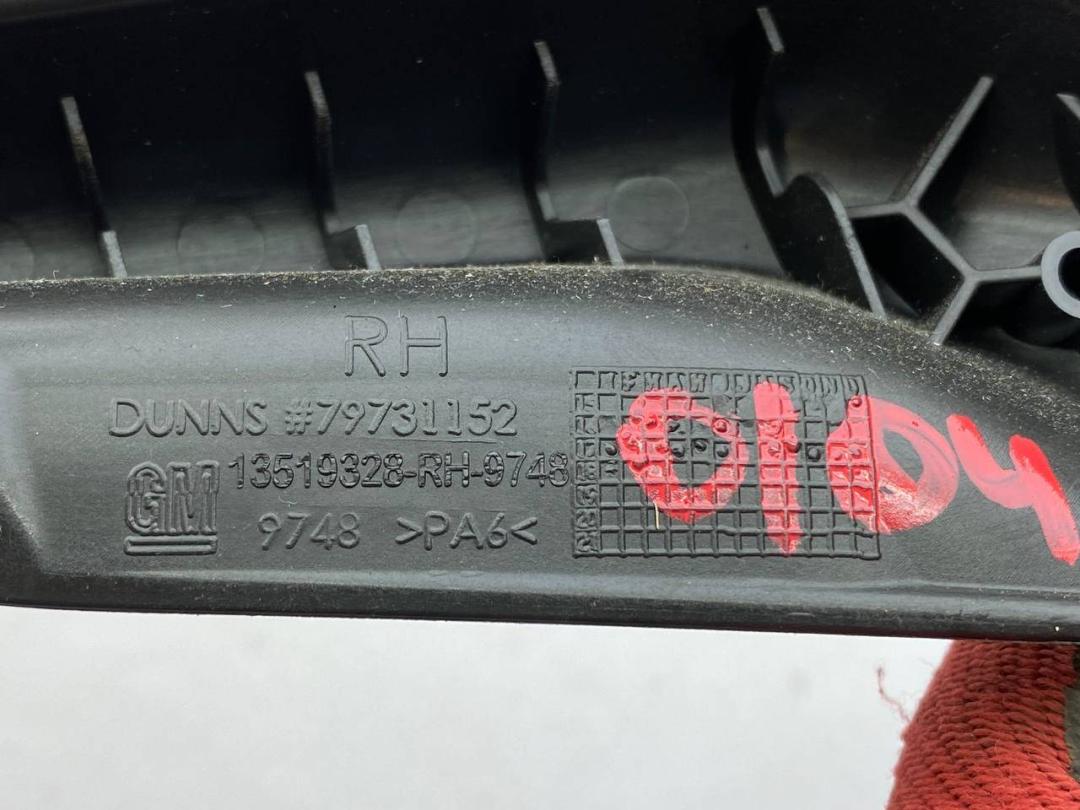 RH
DUNNS #79731152
GM
13519328-RH-9748
9748 >PA6<
J F M A M J J A S O N D
0104